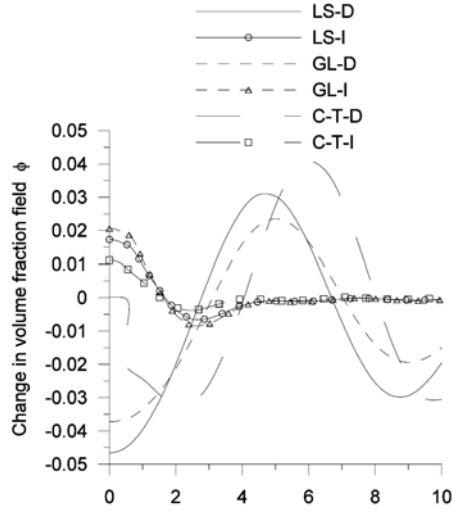 LS-D
LS-I
GL-D
GL-I
C-T-D
C-T-I
Change in volume fraction field ϕ
0.05
0.04
0.03
0.02
0.01
0
-0.01
-0.02
-0.03
-0.04
-0.05
0 2 4 6 8 10